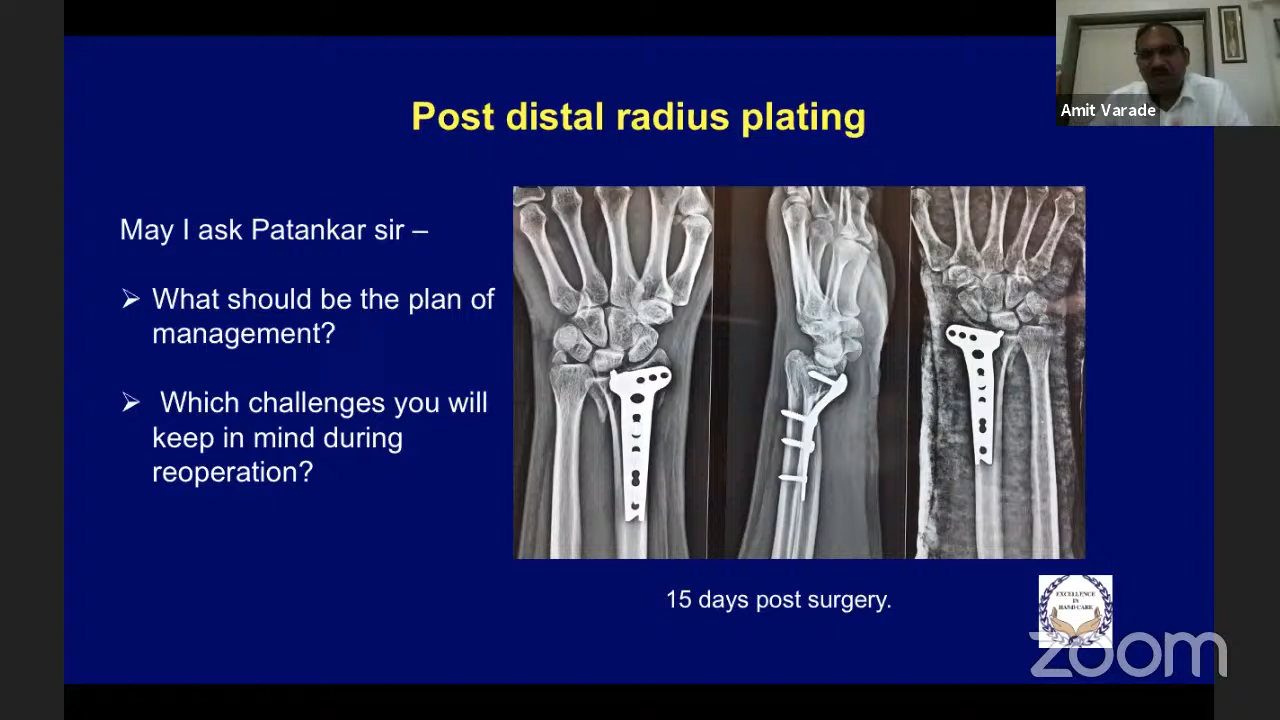 Amit Varade
Post distal radius plating
May I ask Patankar sir –
➢ What should be the plan of
management?
➢ Which challenges you will
keep in mind during
reoperation?
15 days post surgery.
EXCELLENCE
IN
HAND CARE
zoom